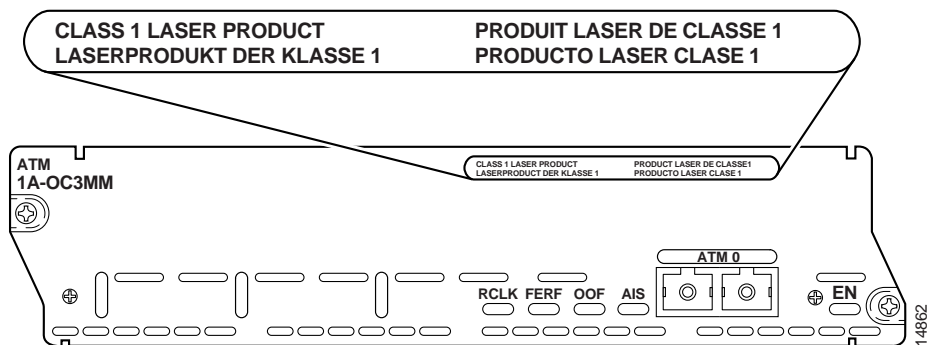 CLASS 1 LASER PRODUCT
LASERPRODUKT DER KLASSE 1
PRODUIT LASER DE CLASSE 1
PRODUCTO LASER CLASE 1
ATM
1A-OC3MM
CLASS 1 LASER PRODUCT
LASERPRODUCT DER KLASSE 1
PRODUCT LASER DE CLASSE1
PRODUCTO LASER CLASE 1
ATM 0
RCLK FERF OOF AIS
EN
14862